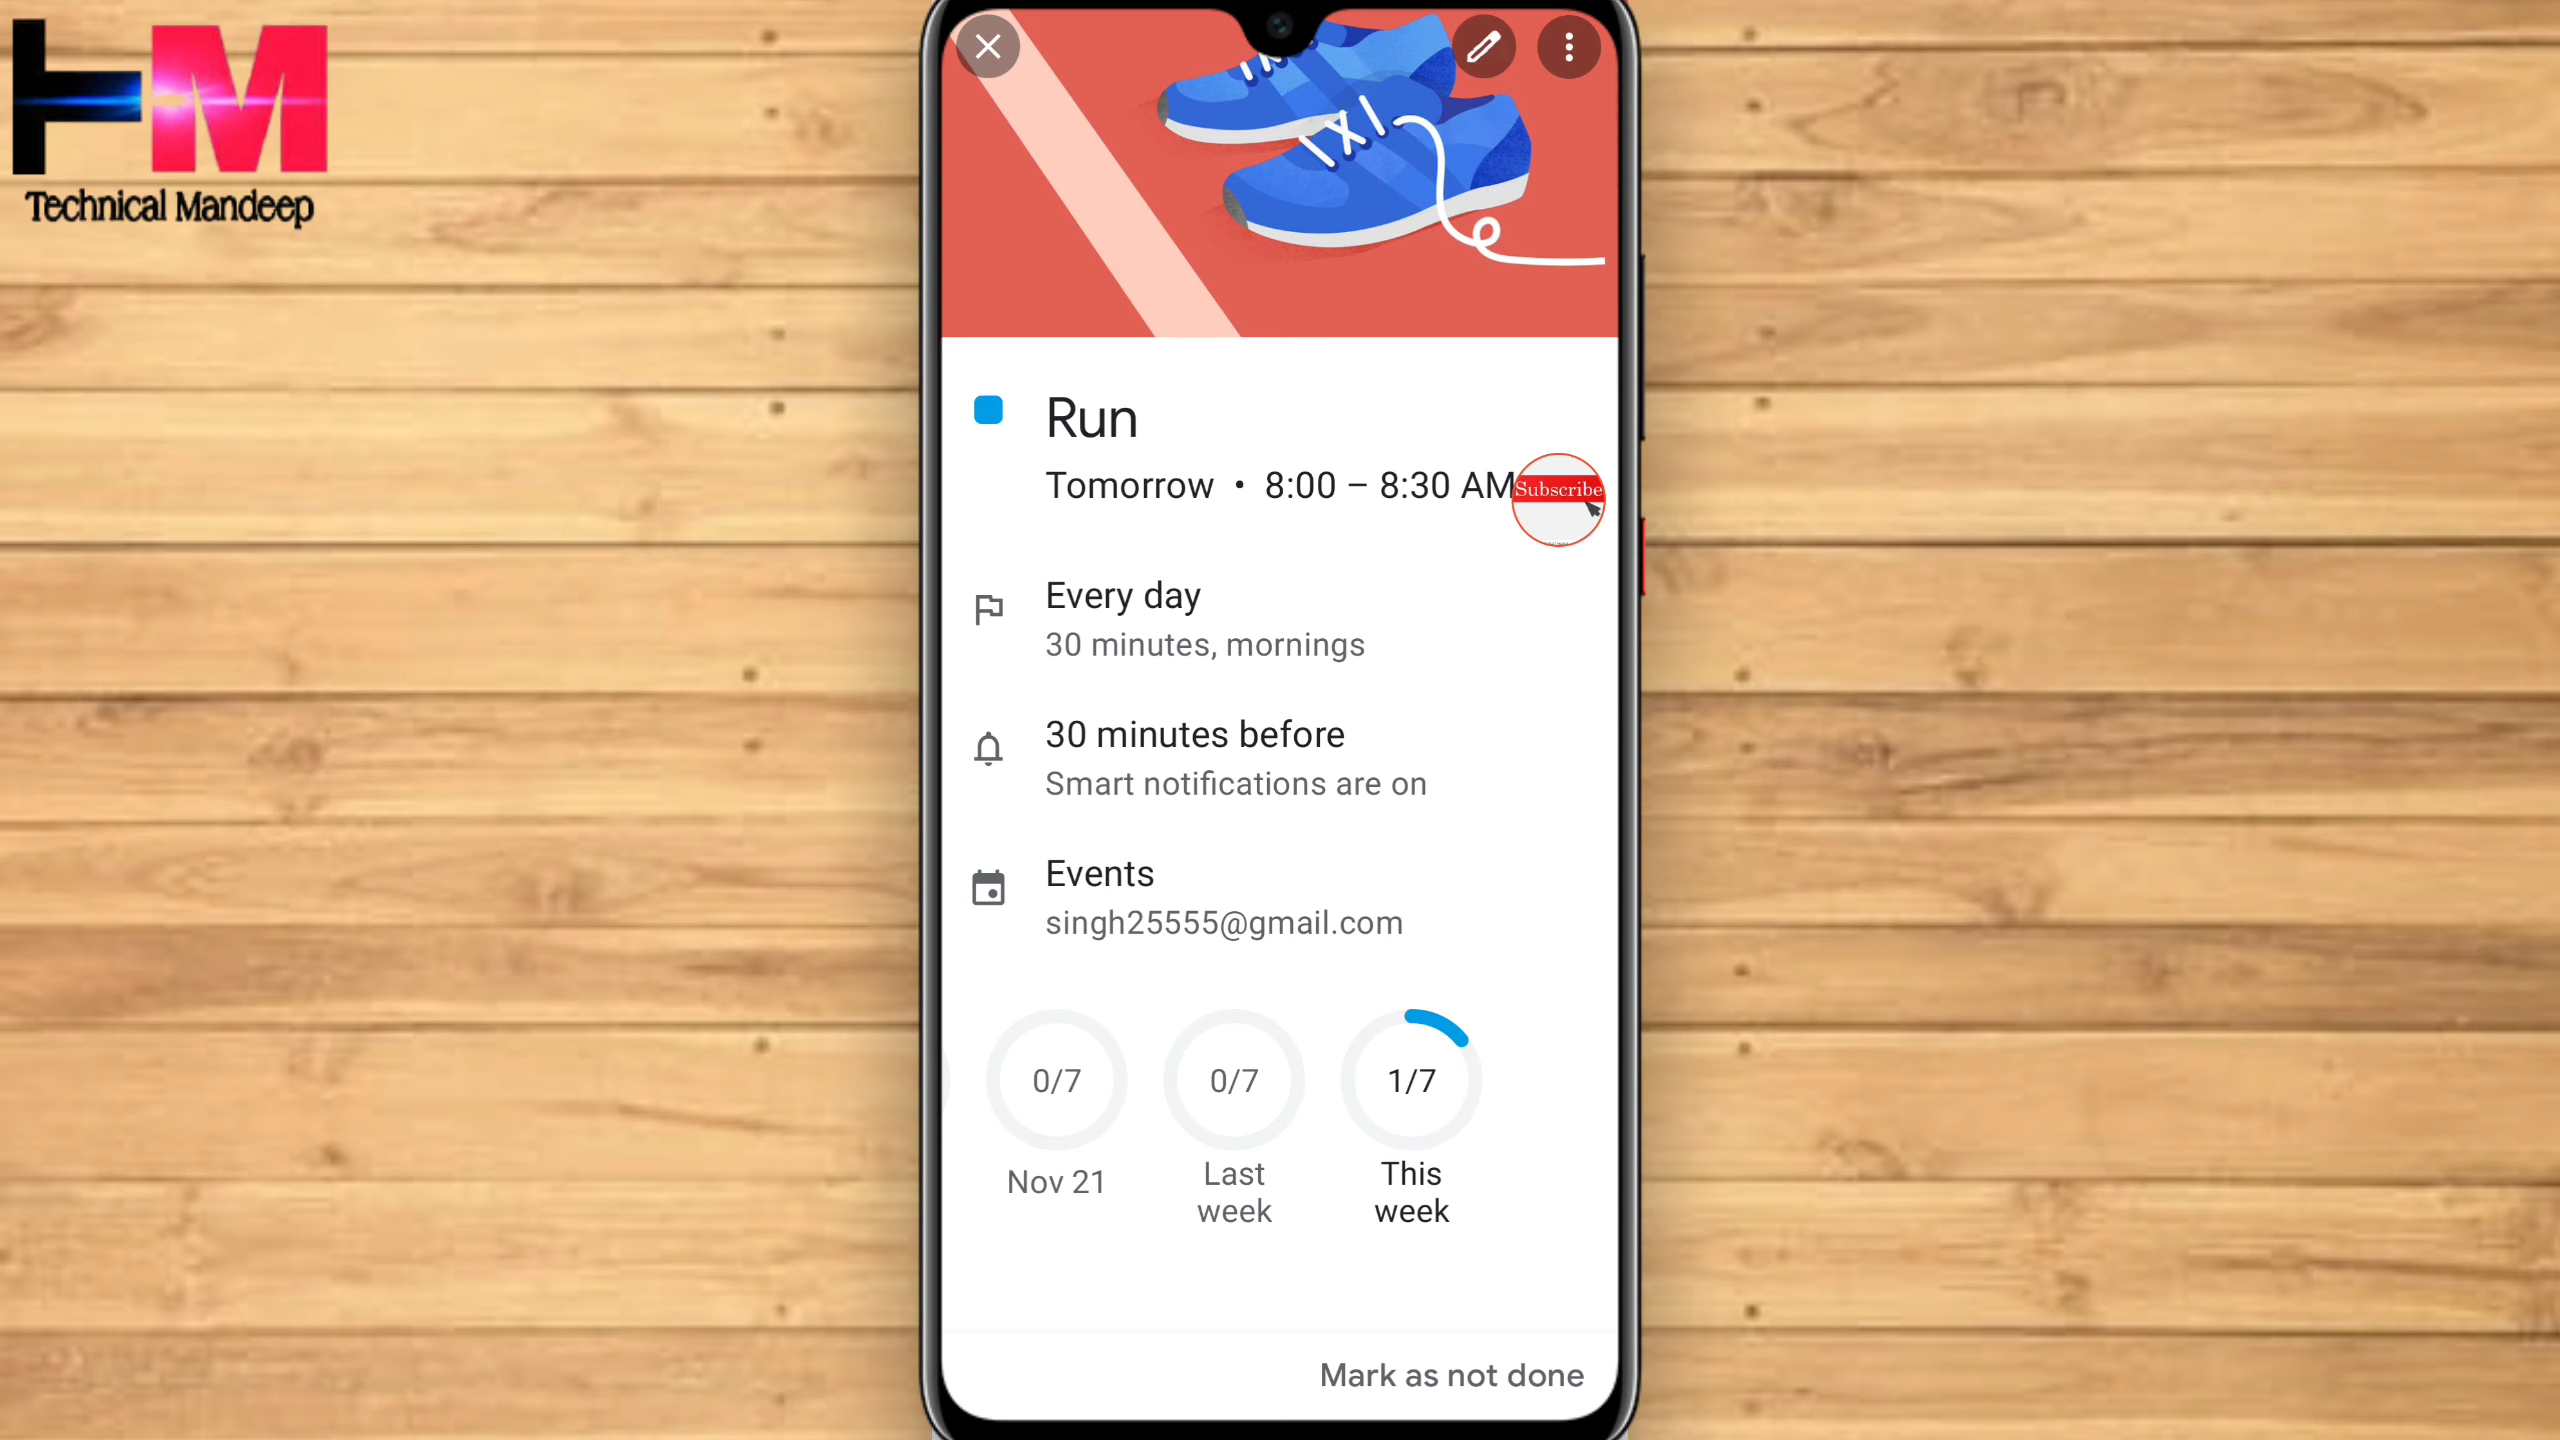 HM
Technical Mandeep
Run
Tomorrow • 8:00 – 8:30 AM
Subscribe
Every day
30 minutes, mornings
30 minutes before
Smart notifications are on
Events
singh25555@gmail.com
0/7
0/7
1/7
Nov 21
Last
week
This
week
Mark as not done